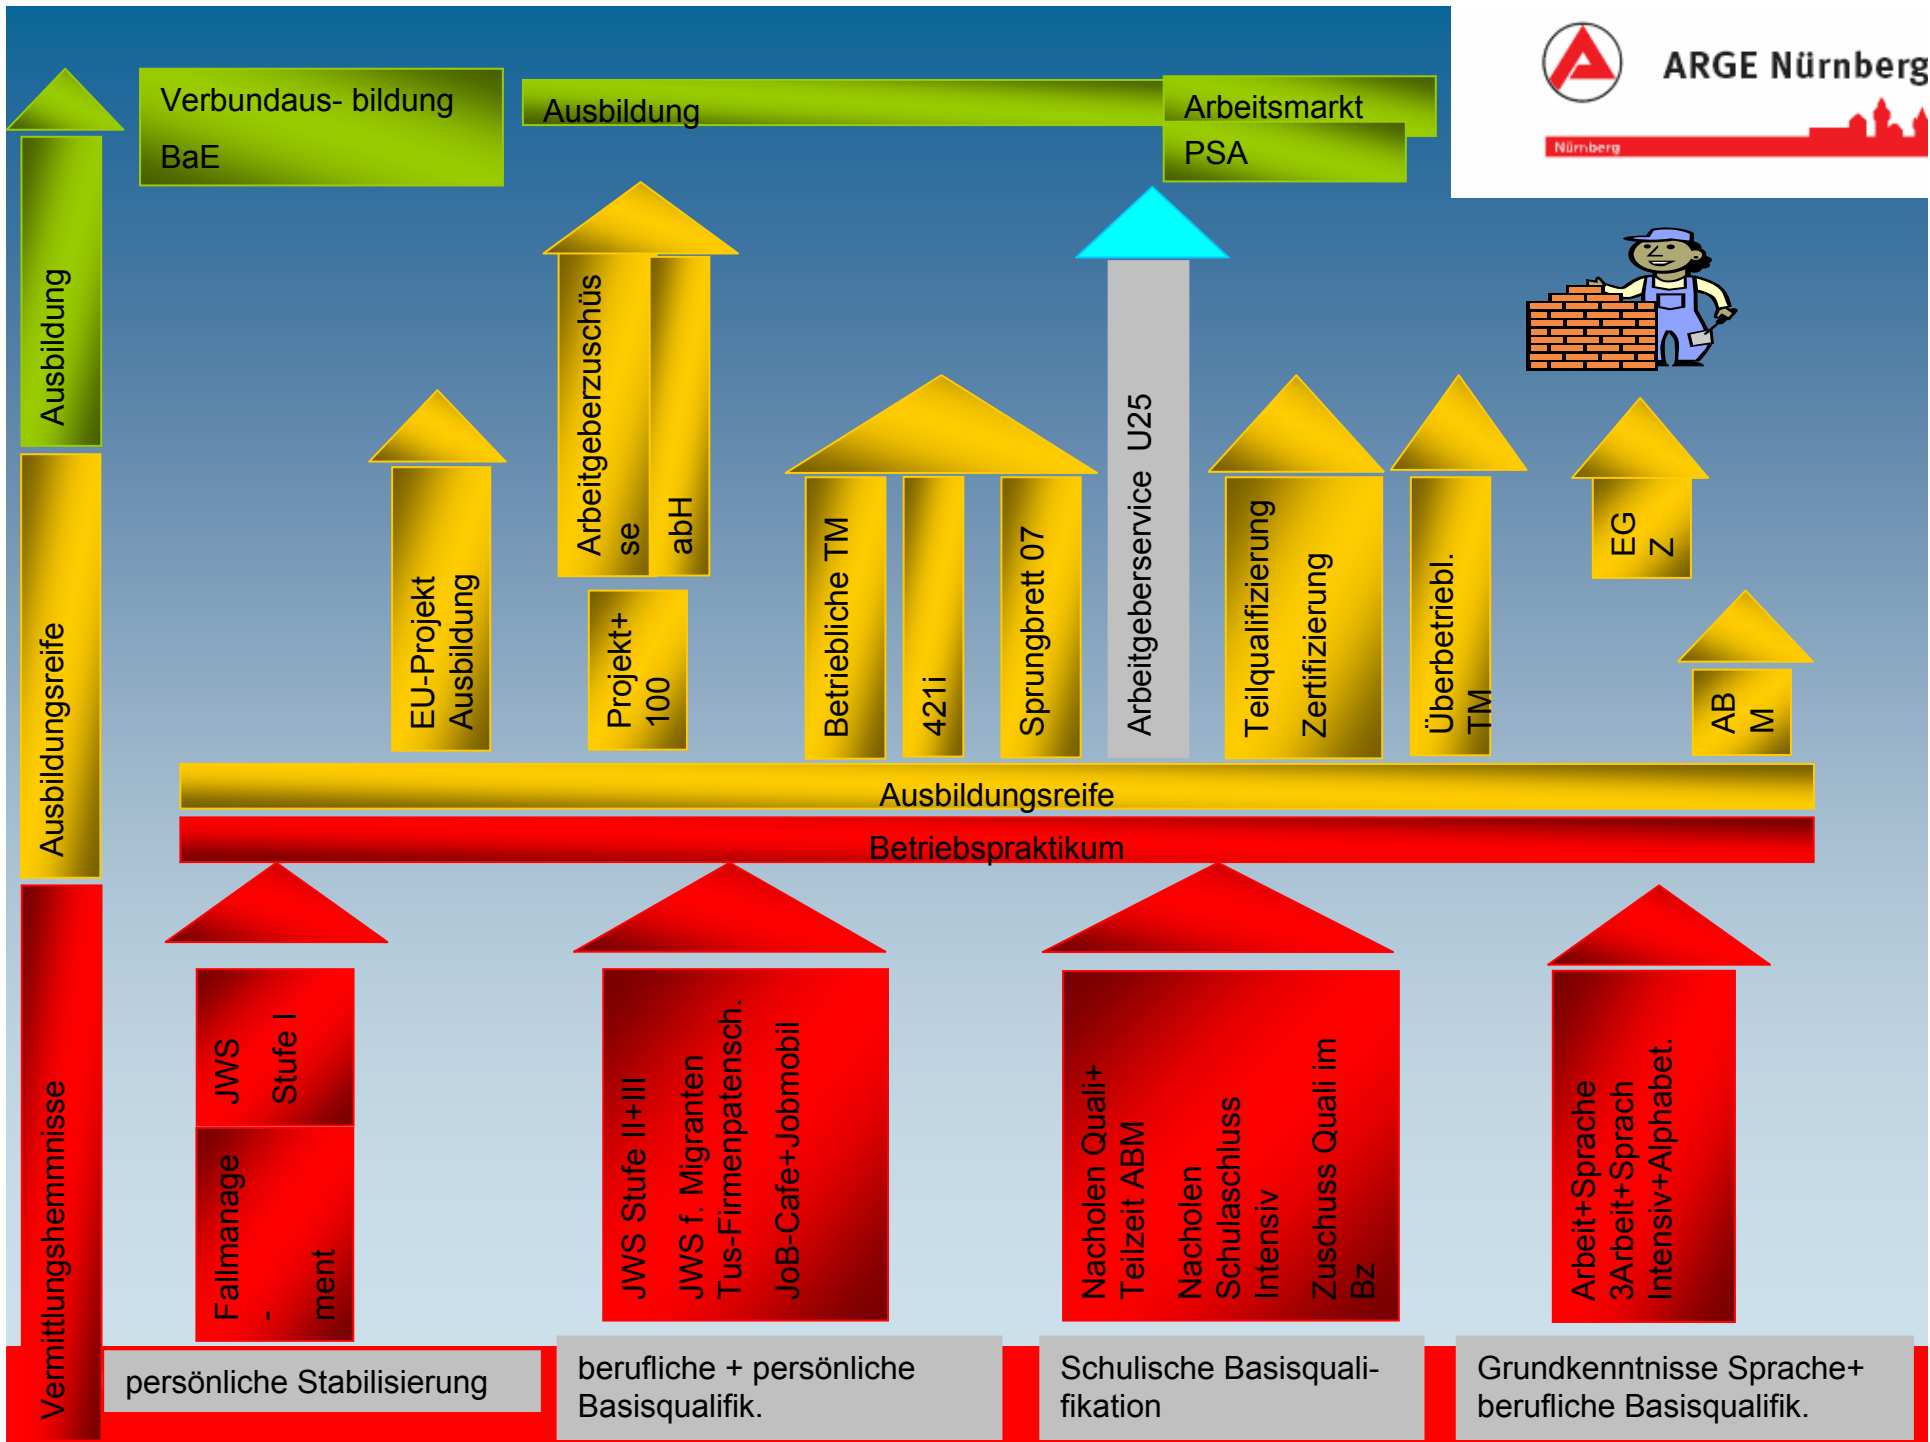 ARGE Nürnberg
Nürnberg
Verbundaus- bildung
BaE
Ausbildung
Arbeitsmarkt
PSA
Ausbildung
Ausbildungsreife
Vermittlungshemmnisse
EU-Projekt
Ausbildung
Arbeitgeberzuschüs
se
abH
Projekt+
100
Betriebliche TM
421i
Sprungbrett 07
Arbeitgeberservice U25
Teilqualifizierung
Zertifizierung
Überbetriebl.
TM
EG
Z
AB
M
Ausbildungsreife
Betriebspraktikum
JWS
Stufe I
Fallmanage
-
ment
JWS Stufe II+III
JWS f. Migranten
Tus-Firmenpatensch.
JoB-Cafe+Jobmobil
Nacholen Quali+
Teilzeit ABM
Nacholen
Schulaschluss
Intensiv
Zuschuss Quali im
Bz
Arbeit+Sprache
3Arbeit+Sprach
Intensiv+Alphabet.
persönliche Stabilisierung
berufliche + persönliche
Basisqualifik.
Schulische Basisquali-
fikation
Grundkenntnisse Sprache+
berufliche Basisqualifik.